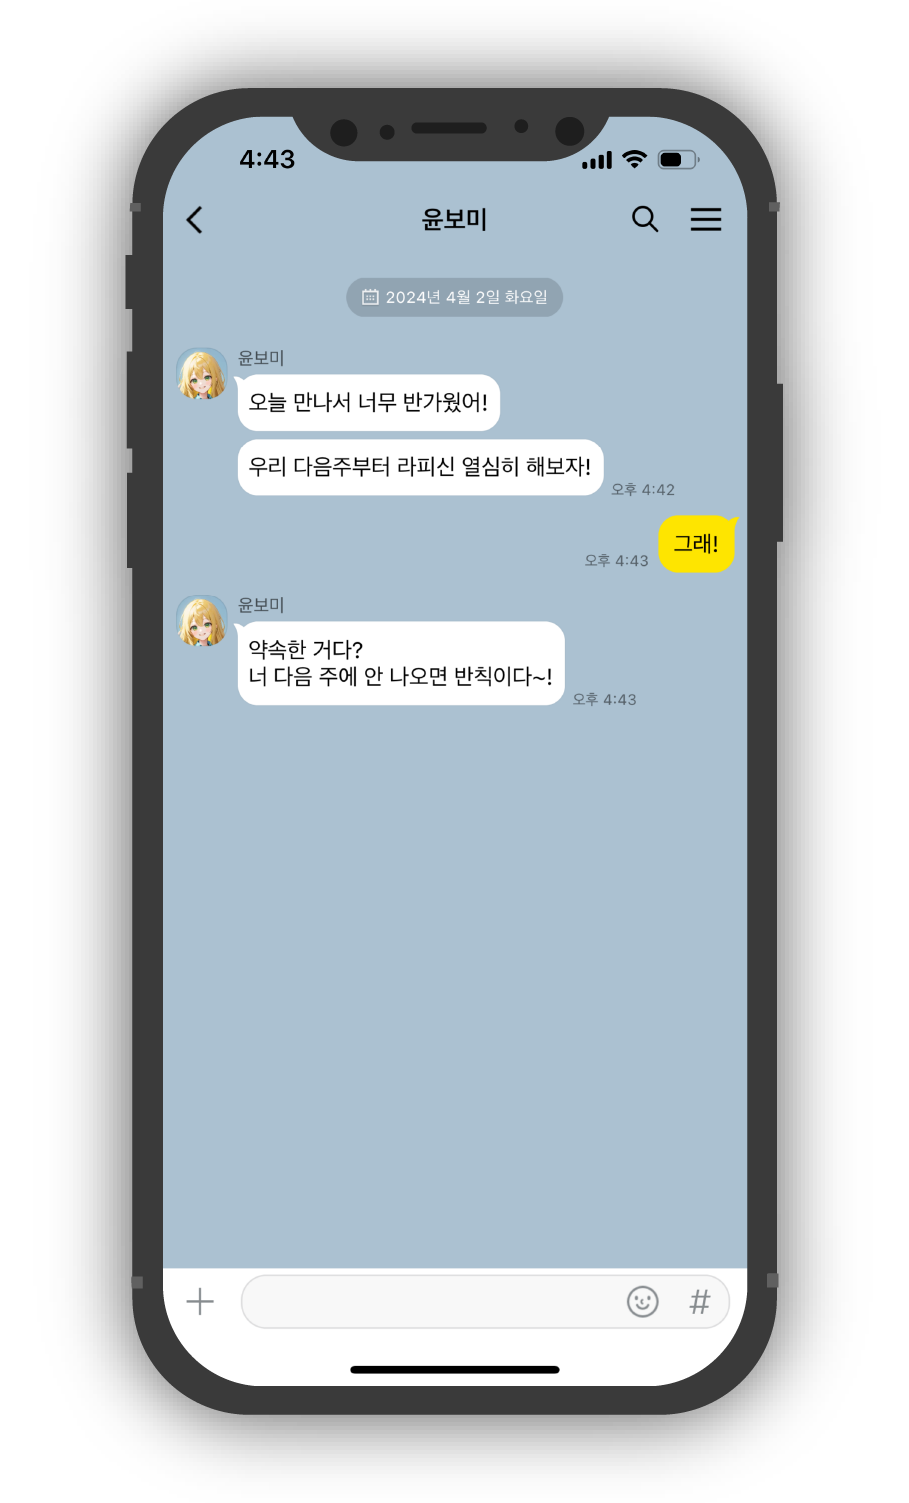 4:43
윤보미
2024년 4월 2일 화요일
윤보미
오늘 만나서 너무 반가웠어!
우리 다음주부터 라피신 열심히 해보자!
오후 4:42
그래!
오후 4:43
윤보미
약속한 거다?
너 다음 주에 안 나오면 반칙이다~!
오후 4:43
#